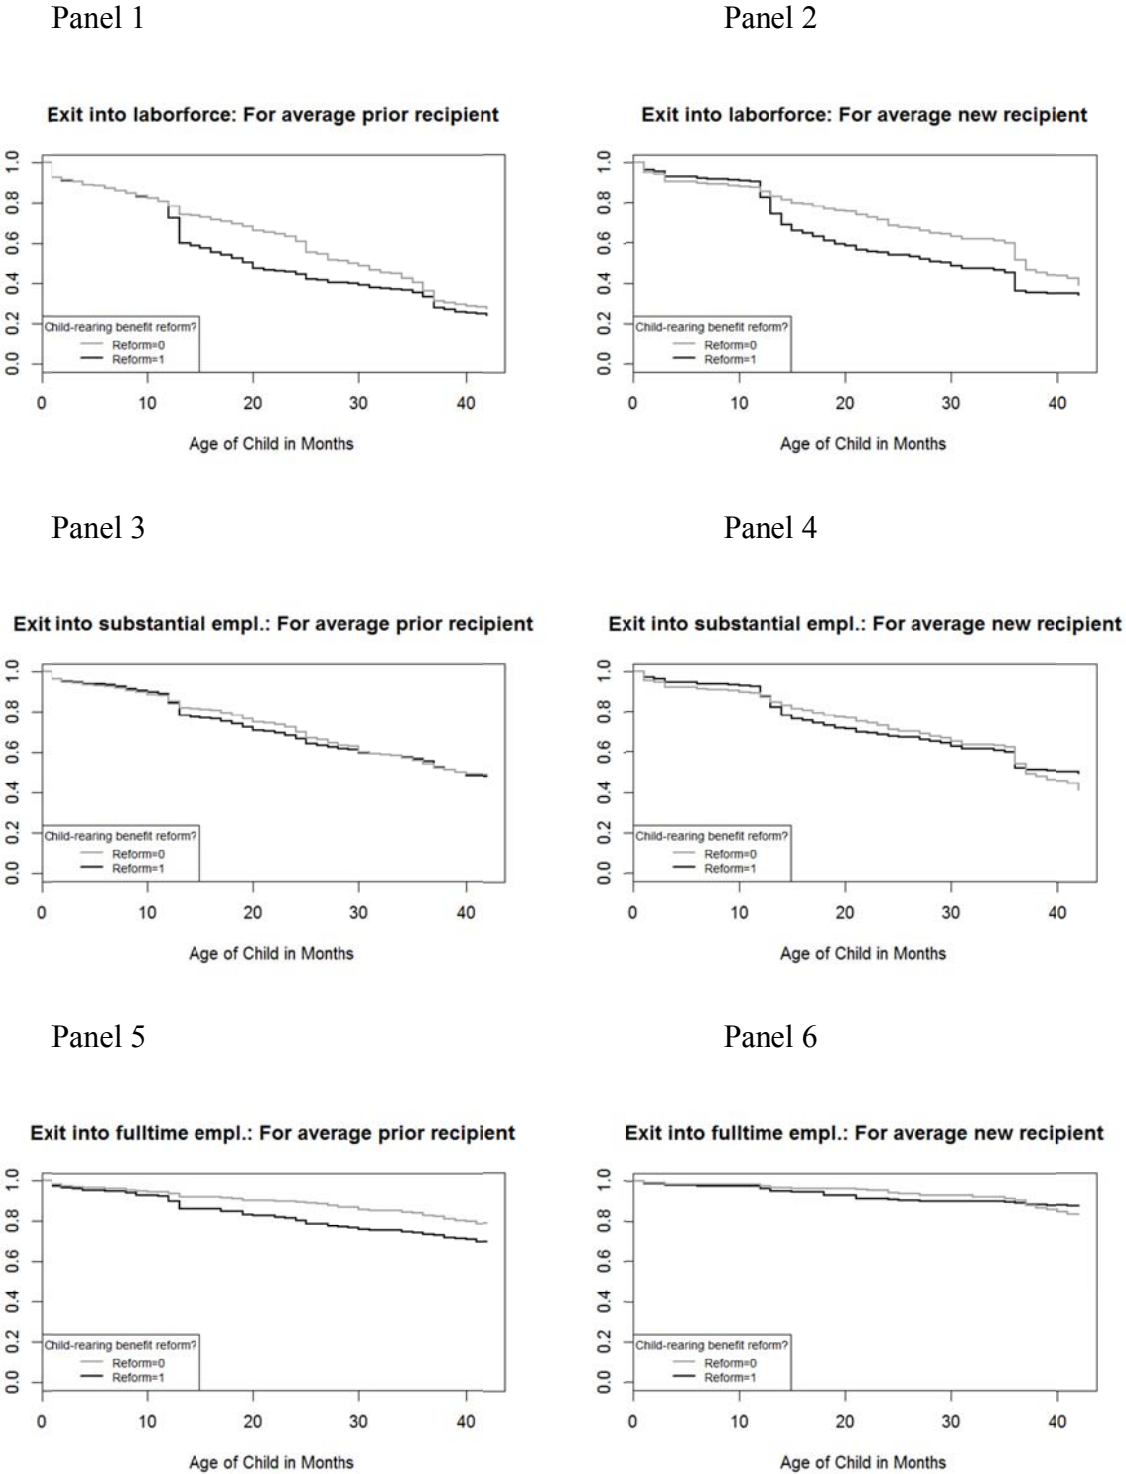 Panel 1
Panel 2
Exit into laborforce: For average prior recipient
1.0
0.8
0.6
0.4
0.2
0.0
Child-rearing benefit reform?
Reform=0
Reform=1
0 10 20 30 40
Age of Child in Months
Exit into laborforce: For average new recipient
1.0
0.8
0.6
0.4
0.2
0.0
Child-rearing benefit reform?
Reform=0
Reform=1
0 10 20 30 40
Age of Child in Months
Panel 3
Panel 4
Exit into substantial empl.: For average prior recipient
1.0
0.8
0.6
0.4
0.2
0.0
Child-rearing benefit reform?
Reform=0
Reform=1
0 10 20 30 40
Age of Child in Months
Exit into substantial empl.: For average new recipient
1.0
0.8
0.6
0.4
0.2
0.0
Child-rearing benefit reform?
Reform=0
Reform=1
0 10 20 30 40
Age of Child in Months
Panel 5
Panel 6
Exit into fulltime empl.: For average prior recipient
1.0
0.8
0.6
0.4
0.2
0.0
Child-rearing benefit reform?
Reform=0
Reform=1
0 10 20 30 40
Age of Child in Months
Exit into fulltime empl.: For average new recipient
1.0
0.8
0.6
0.4
0.2
0.0
Child-rearing benefit reform?
Reform=0
Reform=1
0 10 20 30 40
Age of Child in Months